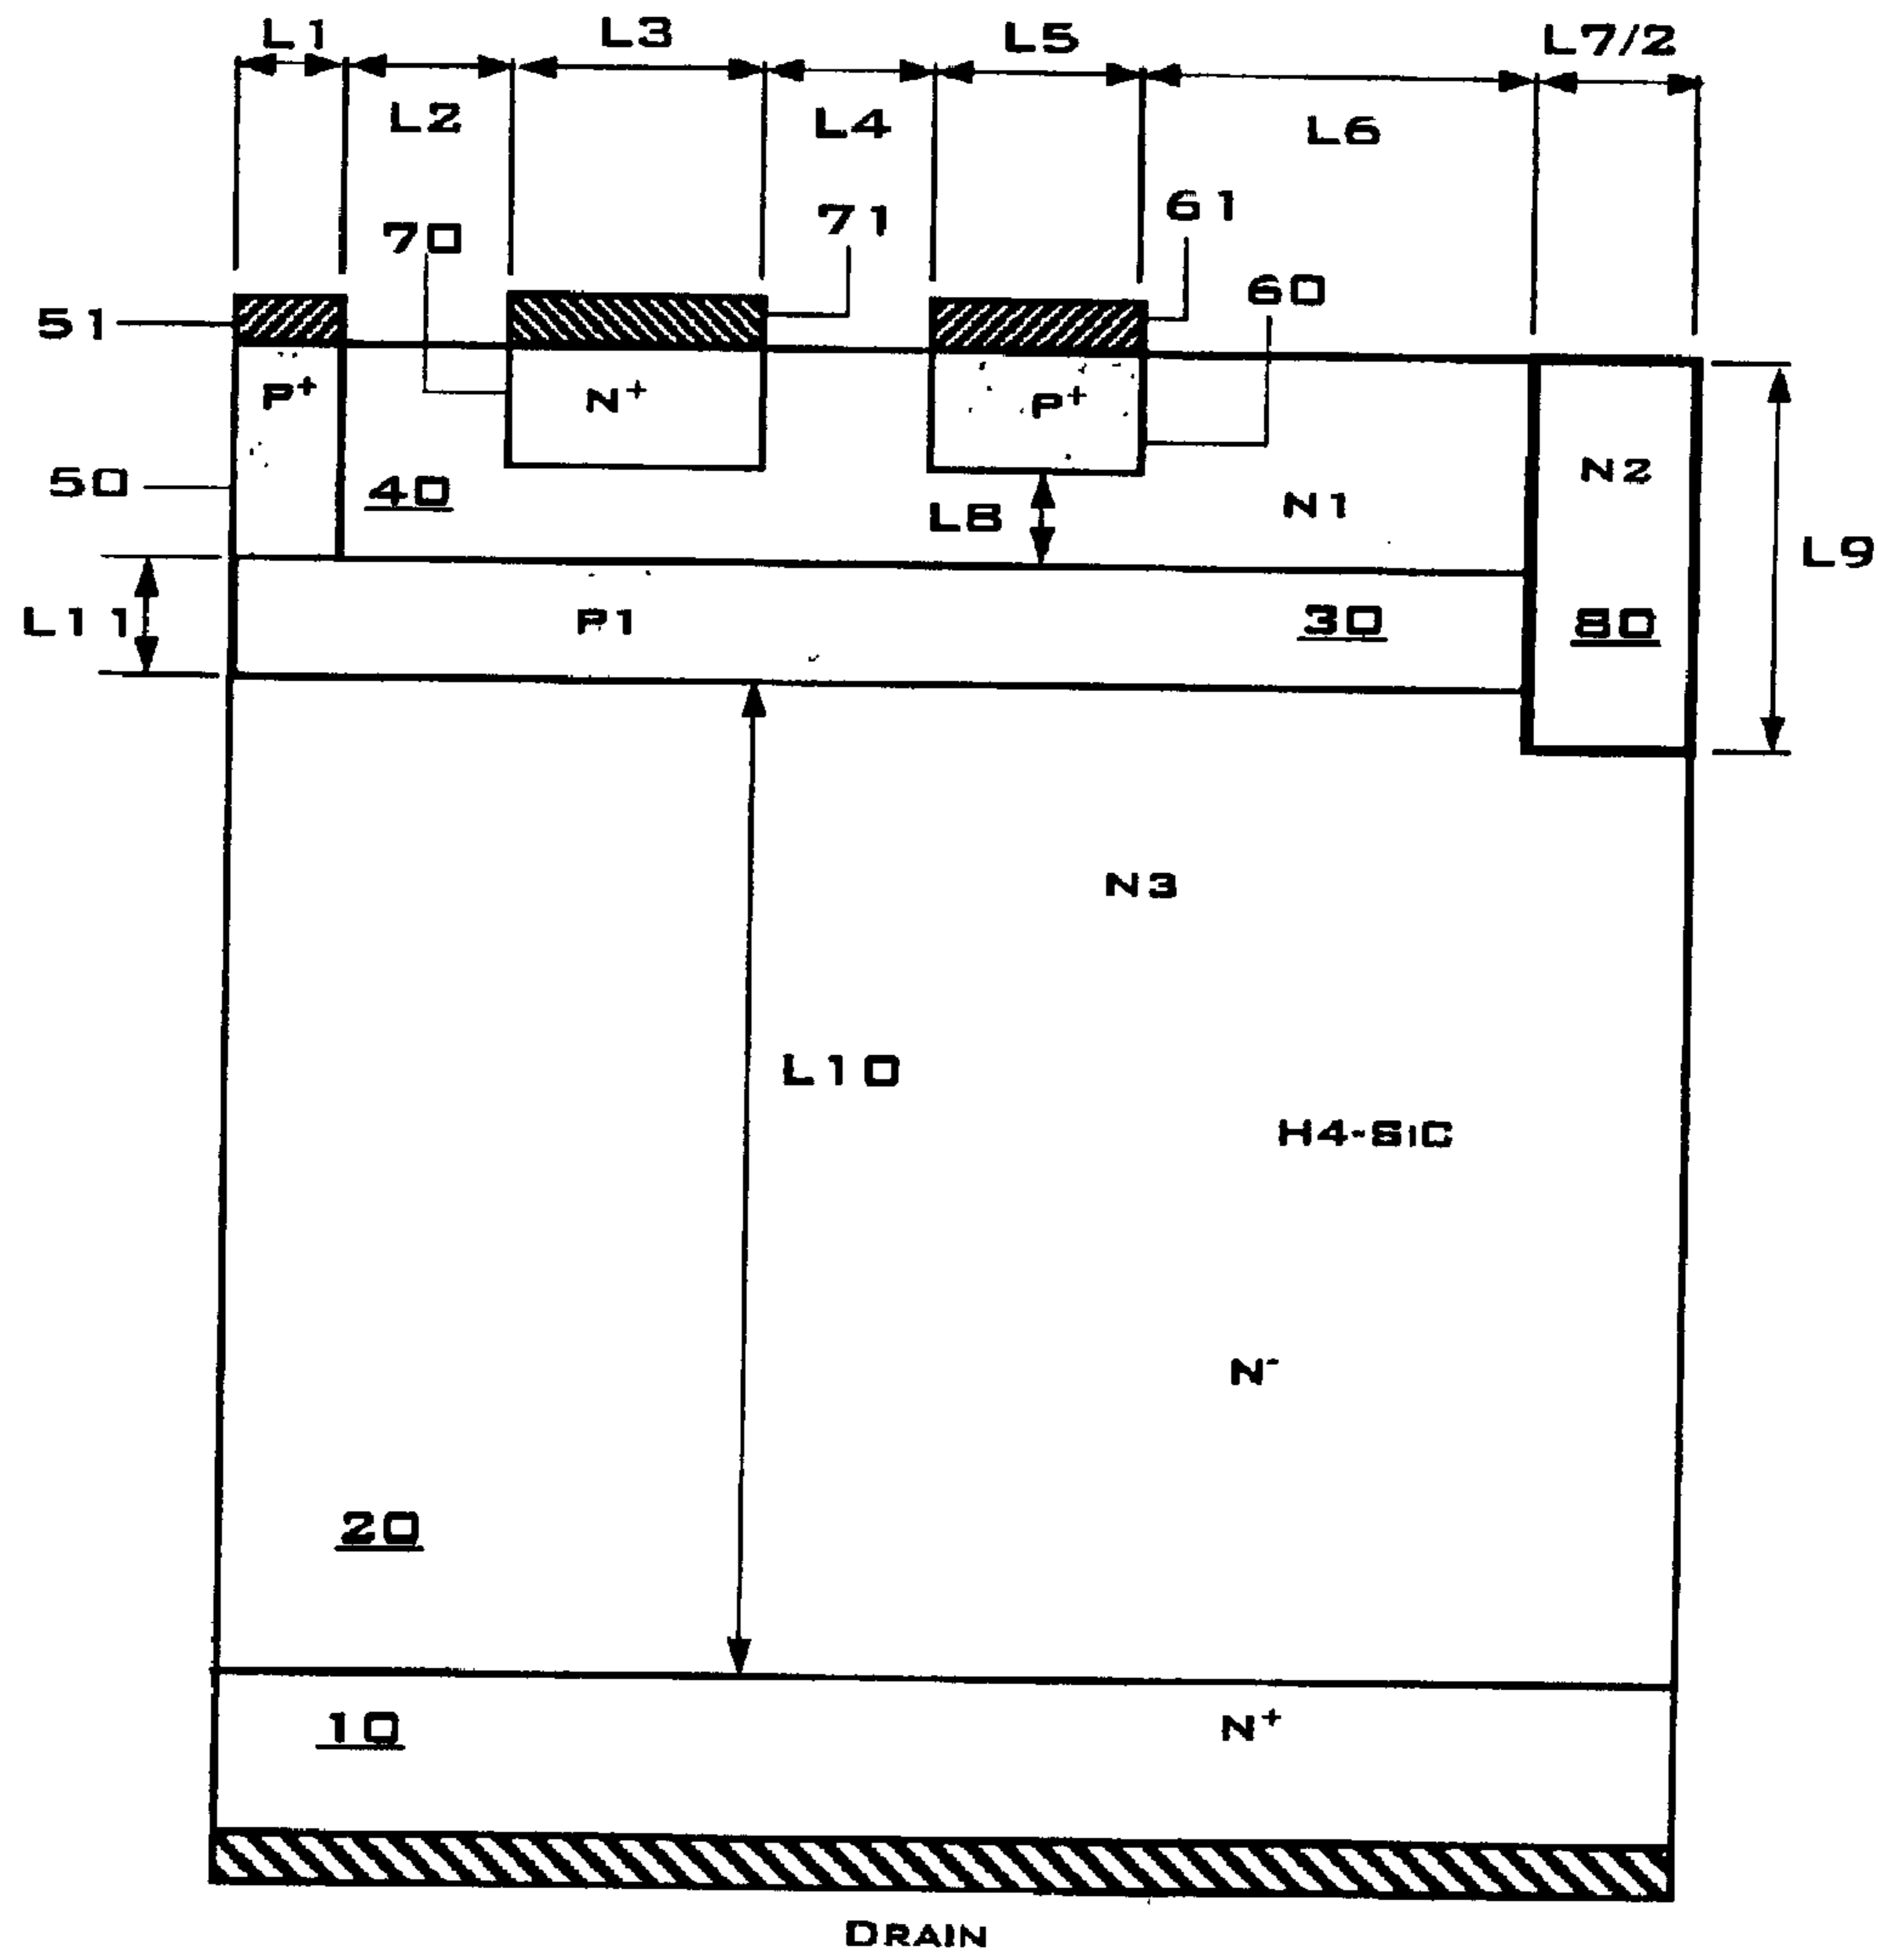 L1
L3
L5
L7/2
L2
L4
L6
70
71
61
60
51
P+
N+
P+
N2
50
40
L8
N1
L9
L11
P1
30
80
N3
L10
H4-SiC
N-
20
10
N+
DRAIN